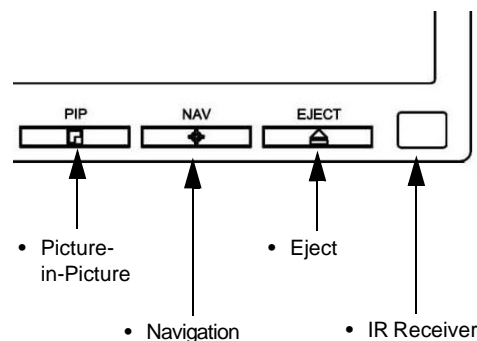 PIP NAV EJECT
• Picture-
in-Picture
• Eject
• Navigation
• IR Receiver